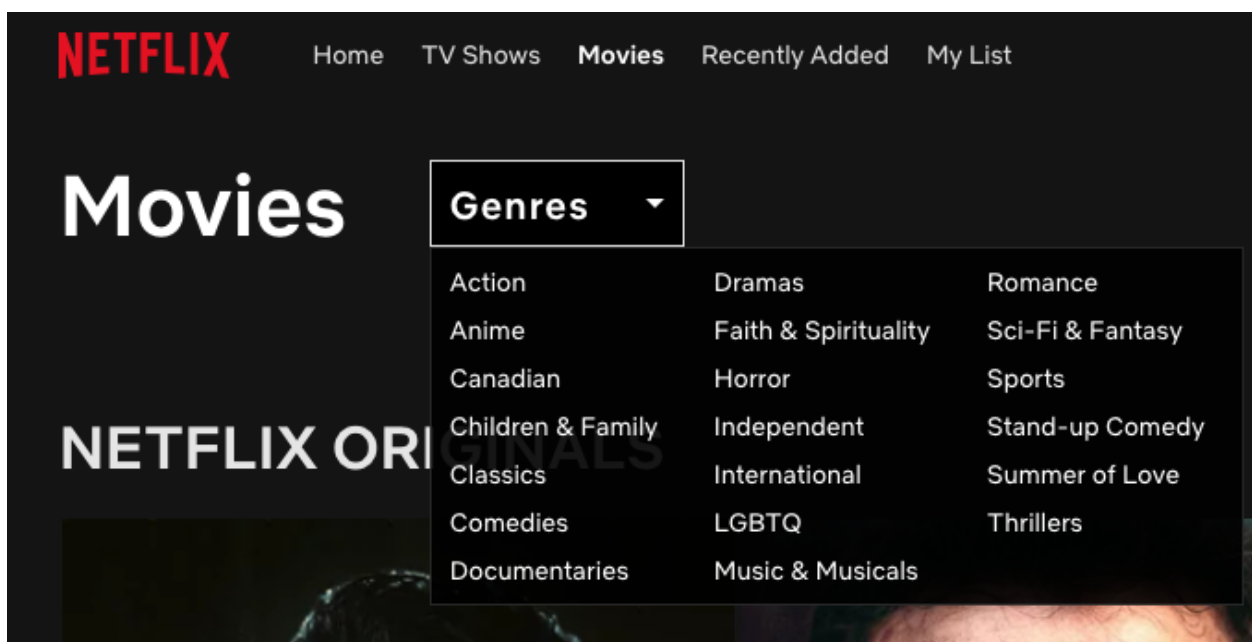 NETFLIX
Home TV Shows Movies Recently Added My List
Movies
Genres
Action Dramas Romance
Anime Faith & Spirituality Sci-Fi & Fantasy
Canadian Horror Sports
Children & Family Independent Stand-up Comedy
Classics International Summer of Love
Comedies LGBTQ Thrillers
Documentaries Music & Musicals
NETFLIX ORIGINALS